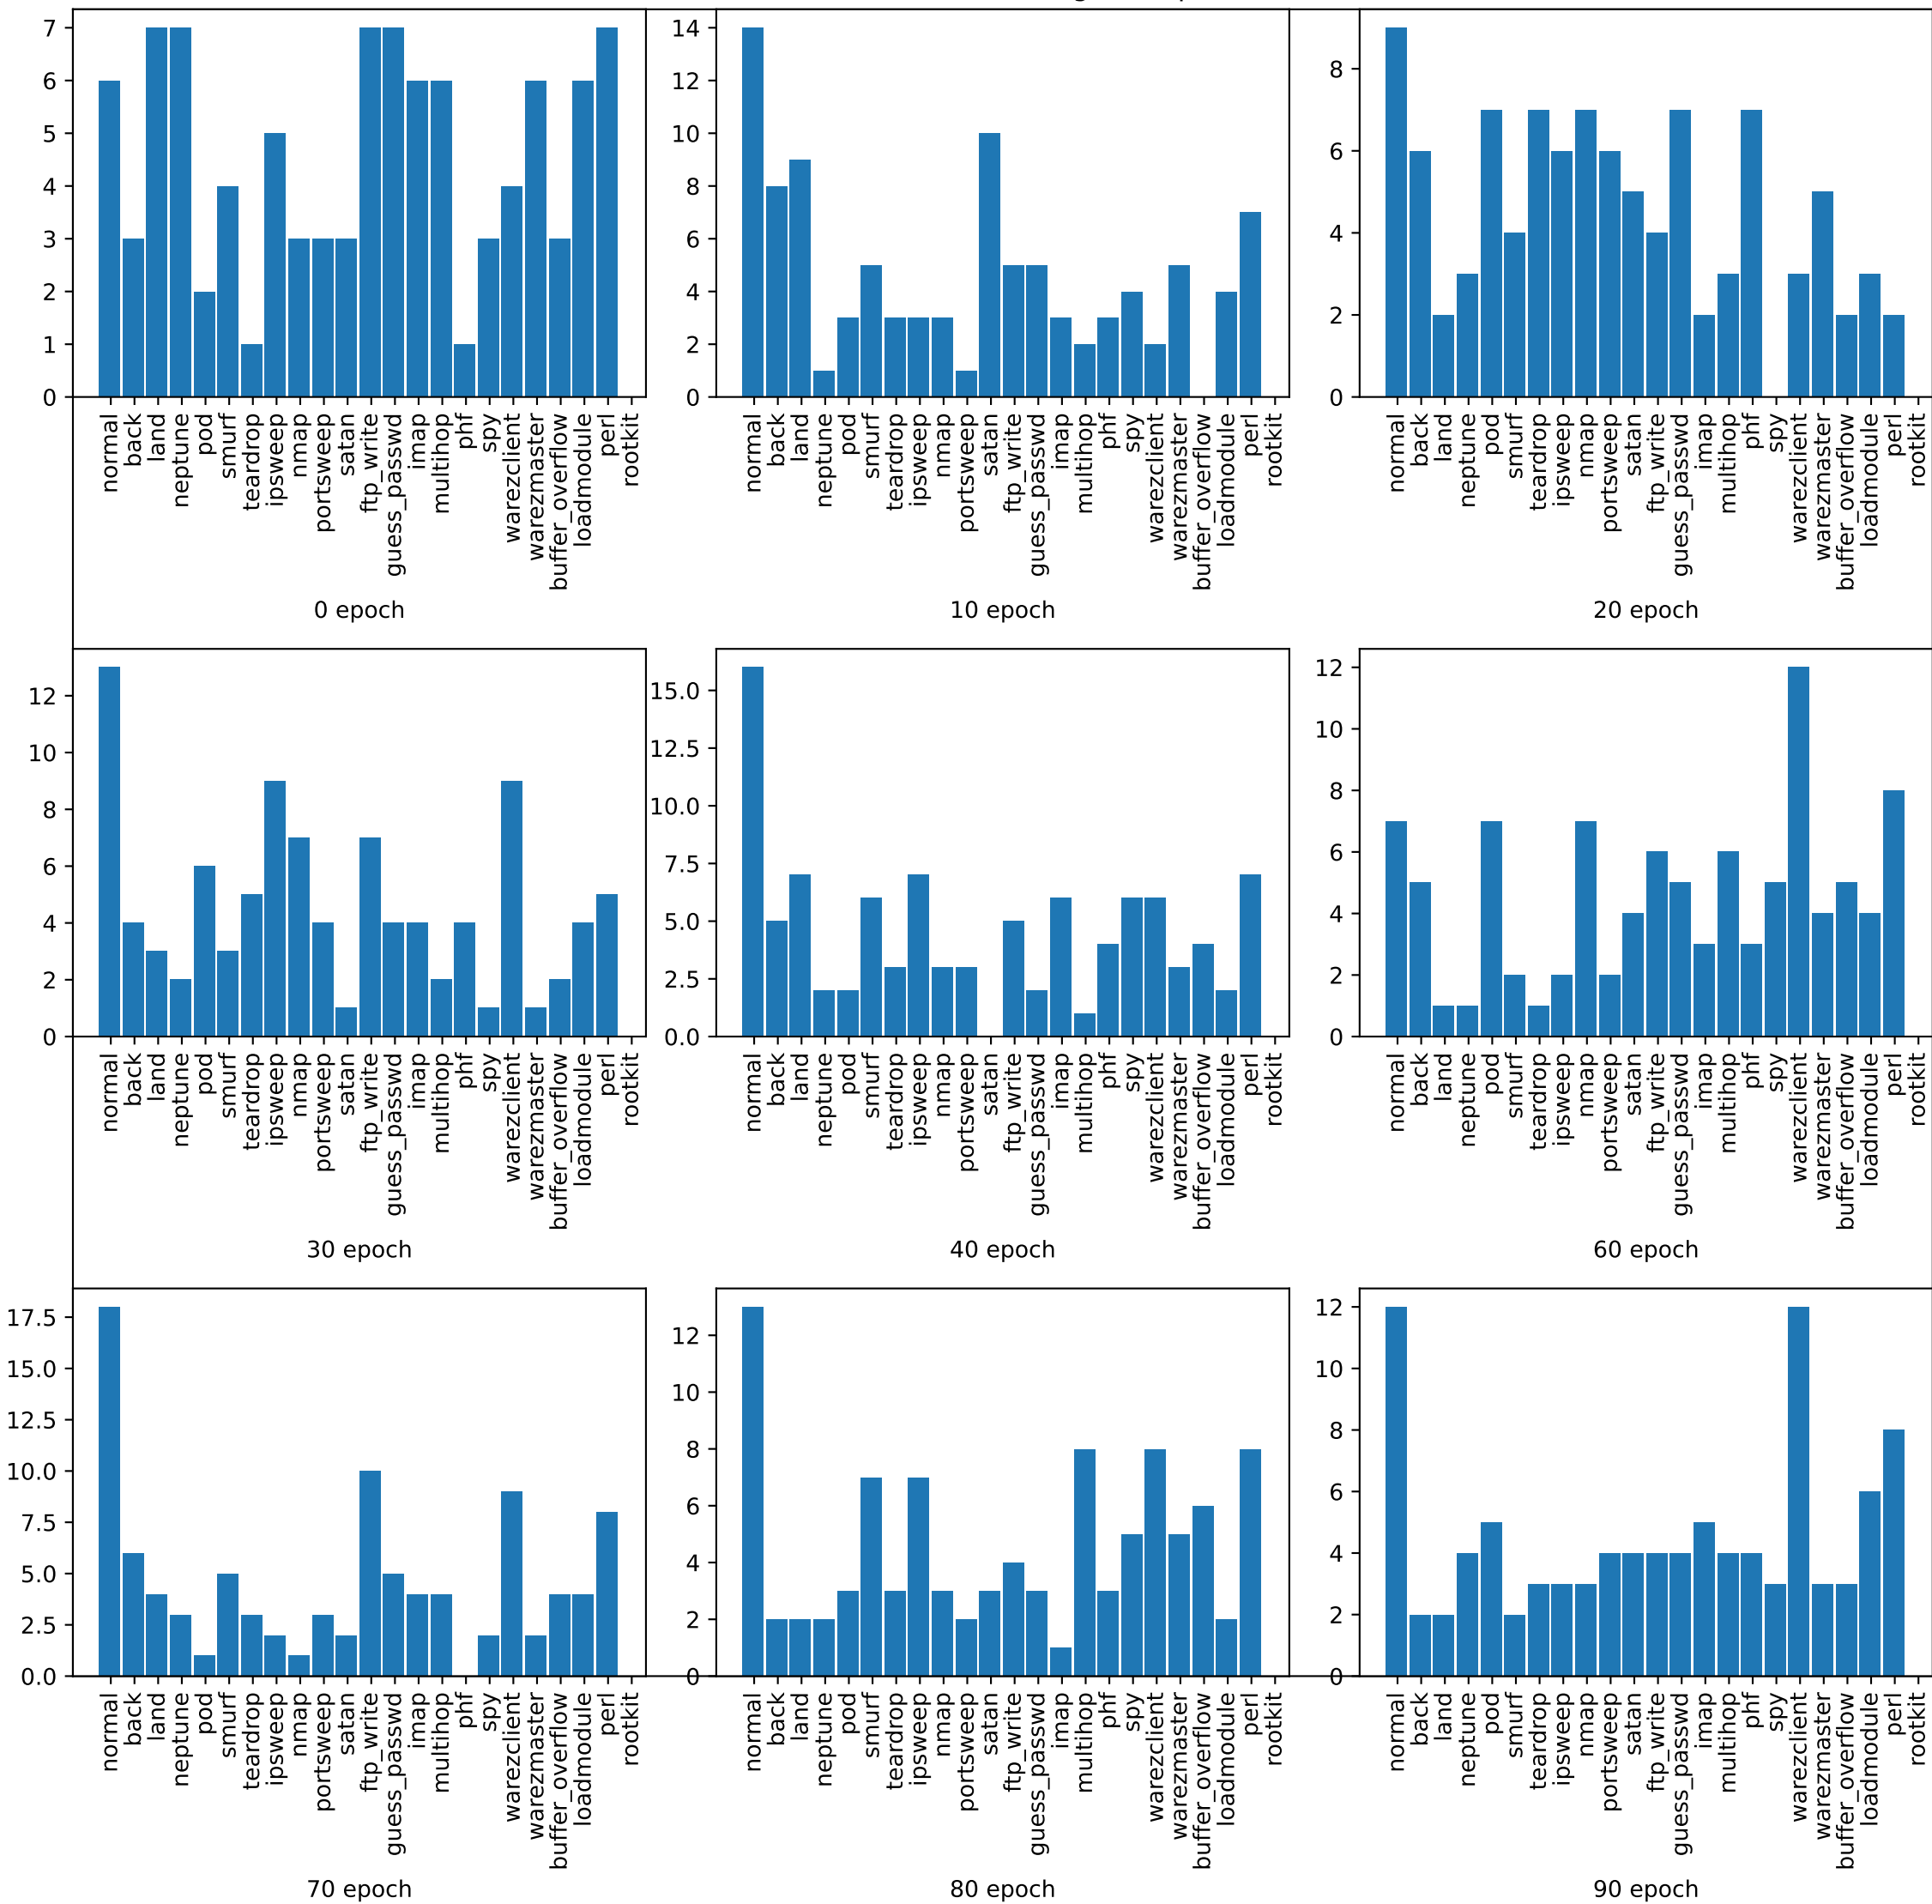 7
6
5
4
3
2
1
0
normal
back
land
neptune
pod
smurf
teardrop
ipsweep
nmap
portsweep
satan
ftp_write
guess_passwd
imap
multihop
phf
spy
warezclient
warezmaster
buffer_overflow
loadmodule
perl
rootkit
0 epoch
14
12
10
8
6
4
2
0
normal
back
land
neptune
pod
smurf
teardrop
ipsweep
nmap
portsweep
satan
ftp_write
guess_passwd
imap
multihop
phf
spy
warezclient
warezmaster
buffer_overflow
loadmodule
perl
rootkit
10 epoch
8
6
4
2
0
normal
back
land
neptune
pod
smurf
teardrop
ipsweep
nmap
portsweep
satan
ftp_write
guess_passwd
imap
multihop
phf
spy
warezclient
warezmaster
buffer_overflow
loadmodule
perl
rootkit
20 epoch
12
10
8
6
4
2
0
normal
back
land
neptune
pod
smurf
teardrop
ipsweep
nmap
portsweep
satan
ftp_write
guess_passwd
imap
multihop
phf
spy
warezclient
warezmaster
buffer_overflow
loadmodule
perl
rootkit
30 epoch
15.0
12.5
10.0
7.5
5.0
2.5
0.0
normal
back
land
neptune
pod
smurf
teardrop
ipsweep
nmap
portsweep
satan
ftp_write
guess_passwd
imap
multihop
phf
spy
warezclient
warezmaster
buffer_overflow
loadmodule
perl
rootkit
40 epoch
12
10
8
6
4
2
0
normal
back
land
neptune
pod
smurf
teardrop
ipsweep
nmap
portsweep
satan
ftp_write
guess_passwd
imap
multihop
phf
spy
warezclient
warezmaster
buffer_overflow
loadmodule
perl
rootkit
60 epoch
17.5
15.0
12.5
10.0
7.5
5.0
2.5
0.0
normal
back
land
neptune
pod
smurf
teardrop
ipsweep
nmap
portsweep
satan
ftp_write
guess_passwd
imap
multihop
phf
spy
warezclient
warezmaster
buffer_overflow
loadmodule
perl
rootkit
70 epoch
12
10
8
6
4
2
0
normal
back
land
neptune
pod
smurf
teardrop
ipsweep
nmap
portsweep
satan
ftp_write
guess_passwd
imap
multihop
phf
spy
warezclient
warezmaster
buffer_overflow
loadmodule
perl
rootkit
80 epoch
12
10
8
6
4
2
0
normal
back
land
neptune
pod
smurf
teardrop
ipsweep
nmap
portsweep
satan
ftp_write
guess_passwd
imap
multihop
phf
spy
warezclient
warezmaster
buffer_overflow
loadmodule
perl
rootkit
90 epoch